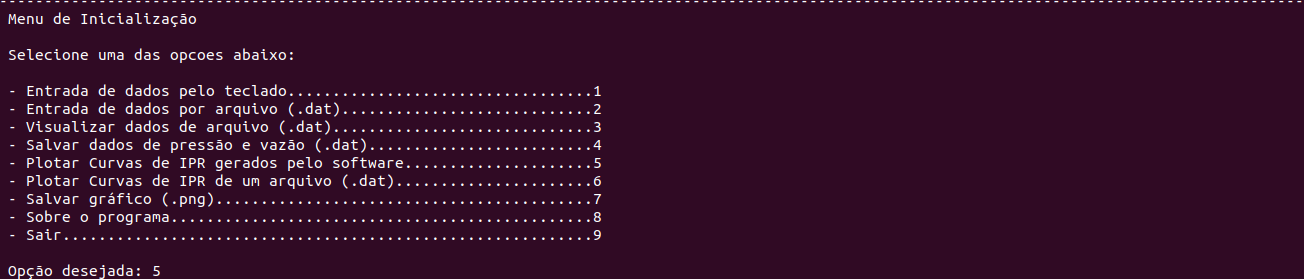 Menu de Inicialização
Selecione uma das opcoes abaixo:
- Entrada de dados pelo teclado..................................1
- Entrada de dados por arquivo (.dat)............................2
- Visualizar dados de arquivo (.dat).............................3
- Salvar dados de pressão e vazão (.dat).........................4
- Plotar Curvas de IPR gerados pelo software.....................5
- Plotar Curvas de IPR de um arquivo (.dat)......................6
- Salvar gráfico (.png)..........................................7
- Sobre o programa...............................................8
- Sair...........................................................9
Opção desejada: 5